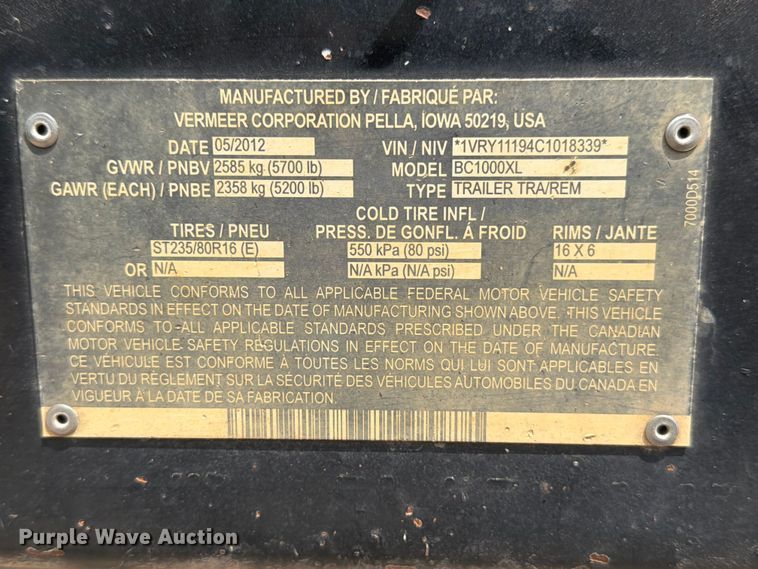 MANUFACTURED BY / FABRIQUÉ PAR:
VERMEER CORPORATION PELLA, IOWA 50219, USA
DATE 05/2012 VIN / NIV *1VRY11194C1018339*
GVWR / PNBV 2585 kg (5700 lb) MODEL BC1000XL
GAWR (EACH) / PNBE 2358 kg (5200 lb) TYPE TRAILER TRA/REM
COLD TIRE INFL /
TIRES / PNEU PRESS. DE GONFL. À FROID RIMS / JANTE
ST235/80R16 (E) 550 kPa (80 psi) 16 X 6
OR N/A N/A kPa (N/A psi) N/A
THIS VEHICLE CONFORMS TO ALL APPLICABLE FEDERAL MOTOR VEHICLE SAFETY
STANDARDS IN EFFECT ON THE DATE OF MANUFACTURING SHOWN ABOVE. THIS VEHICLE
CONFORMS TO ALL APPLICABLE STANDARDS PRESCRIBED UNDER THE CANADIAN
MOTOR VEHICLE SAFETY REGULATIONS IN EFFECT ON THE DATE OF MANUFACTURE.
CE VÉHICULE EST CONFORME À TOUTES LES NORMS QUI LUI SONT APPLICABLES EN
VERTU DU RÈGLEMENT SUR LA SÉCURITÉ DES VÉHICULES AUTOMOBILES DU CANADA EN
VIGUEUR À LA DATE DE SA FABRICATION.
7000D514
Purple Wave Auction